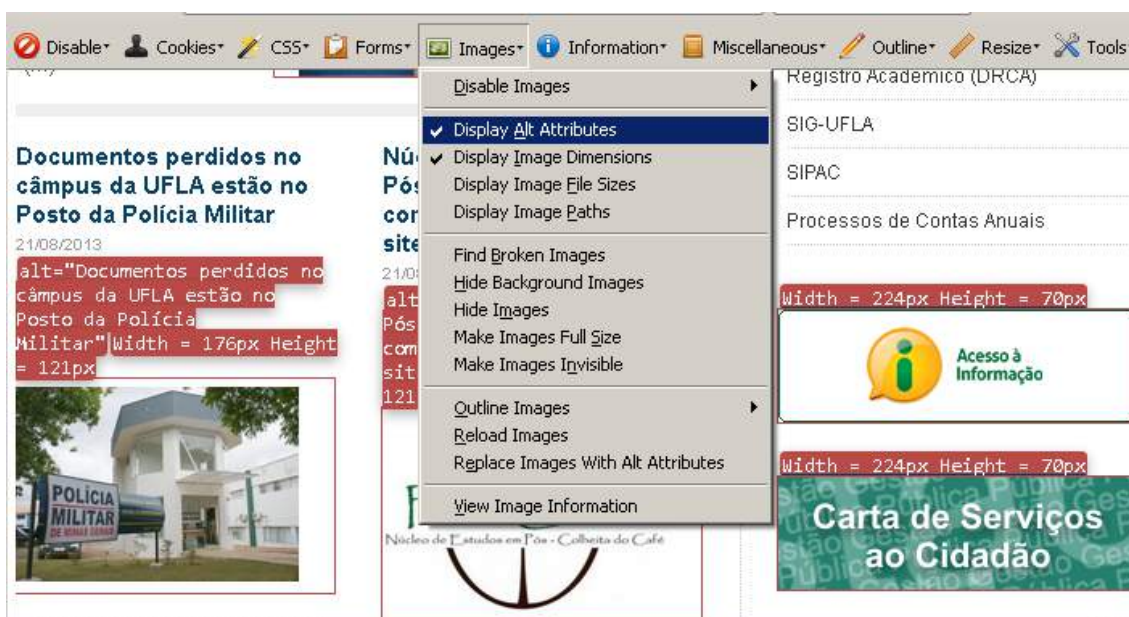 Disable Cookies CSS Forms Images Information Miscellaneous Outline Resize Tools
Disable Images
Display Alt Attributes
Display Image Dimensions
Display Image File Sizes
Display Image Paths
Find Broken Images
Hide Background Images
Hide Images
Make Images Full Size
Make Images Invisible
Outline Images
Reload Images
Replace Images With Alt Attributes
View Image Information
Documentos perdidos no
câmpus da UFLA estão no
Posto da Polícia Militar
21/08/2013
alt="Documentos perdidos no
câmpus da UFLA estão no
Posto da Polícia
Militar" Width = 176px Height
= 121px
POLÍCIA
MILITAR
DE MINAS GERAIS
Núcleo de Estudos em Pós - Colheita do Café
Registro Acadêmico (DRCA)
SIG-UFLA
SIPAC
Processos de Contas Anuais
Width = 224px Height = 70px
Acesso à
Informação
Width = 224px Height = 70px
Carta de Serviços
ao Cidadão